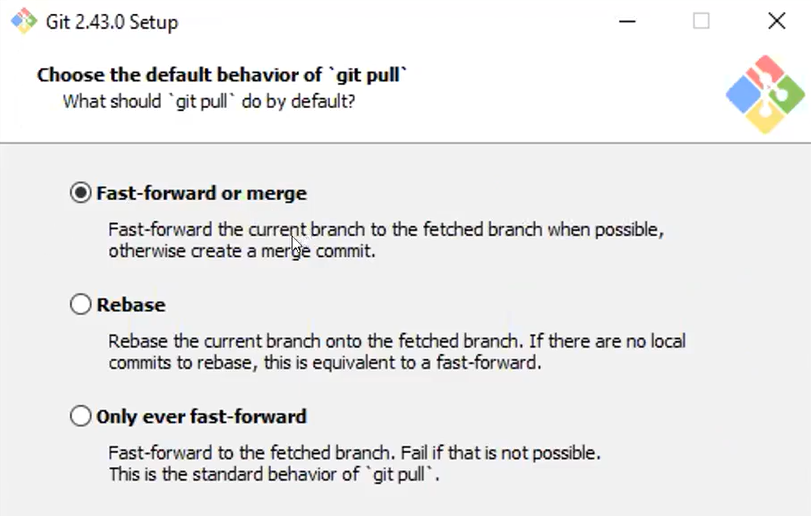 Git 2.43.0 Setup
Choose the default behavior of `git pull`
What should `git pull` do by default?
Fast-forward or merge
Fast-forward the current branch to the fetched branch when possible,
otherwise create a merge commit.
Rebase
Rebase the current branch onto the fetched branch. If there are no local
commits to rebase, this is equivalent to a fast-forward.
Only ever fast-forward
Fast-forward to the fetched branch. Fail if that is not possible.
This is the standard behavior of `git pull`.